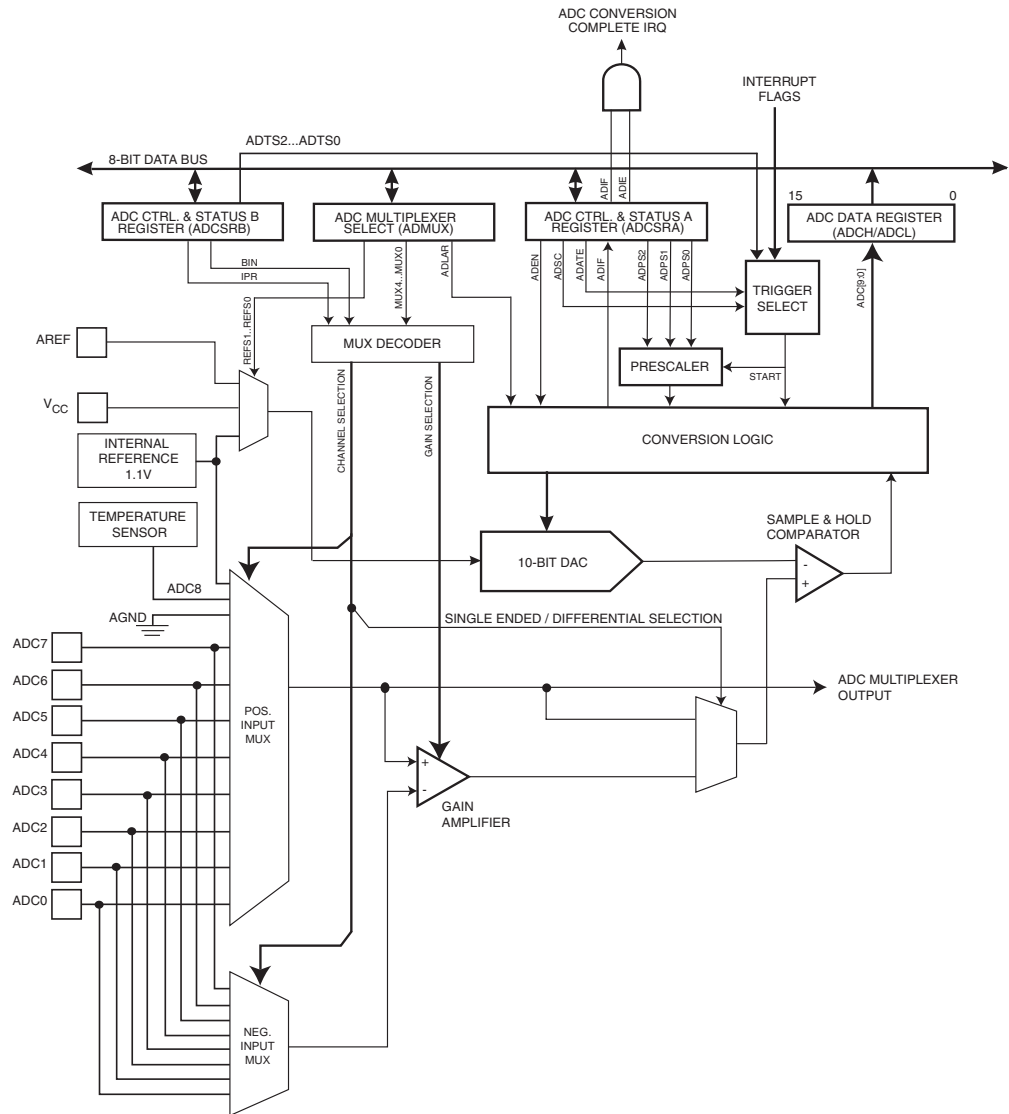 ADC CONVERSION
COMPLETE IRQ
INTERRUPT
FLAGS
ADTS2...ADTS0
8-BIT DATA BUS
ADIF
ADIE
15
0
ADC CTRL. & STATUS B
REGISTER (ADCSRB)
ADC MULTIPLEXER
SELECT (ADMUX)
ADC CTRL. & STATUS A
REGISTER (ADCSRA)
ADC DATA REGISTER
(ADCH/ADCL)
BIN
IPR
REFS1..REFS0
MUX4...MUX0
ADLAR
ADEN
ADSC
ADATE
ADIF
ADPS2
ADPS1
ADPS0
TRIGGER
SELECT
ADC[9:0]
MUX DECODER
PRESCALER
START
AREF
VCC
INTERNAL
REFERENCE
1.1V
CHANNEL SELECTION
GAIN SELECTION
CONVERSION LOGIC
TEMPERATURE
SENSOR
10-BIT DAC
SAMPLE & HOLD
COMPARATOR
-
+
ADC8
AGND
SINGLE ENDED / DIFFERENTIAL SELECTION
ADC7
ADC6
ADC5
ADC4
ADC3
ADC2
ADC1
ADC0
POS.
INPUT
MUX
ADC MULTIPLEXER
OUTPUT
+
-
GAIN
AMPLIFIER
NEG.
INPUT
MUX